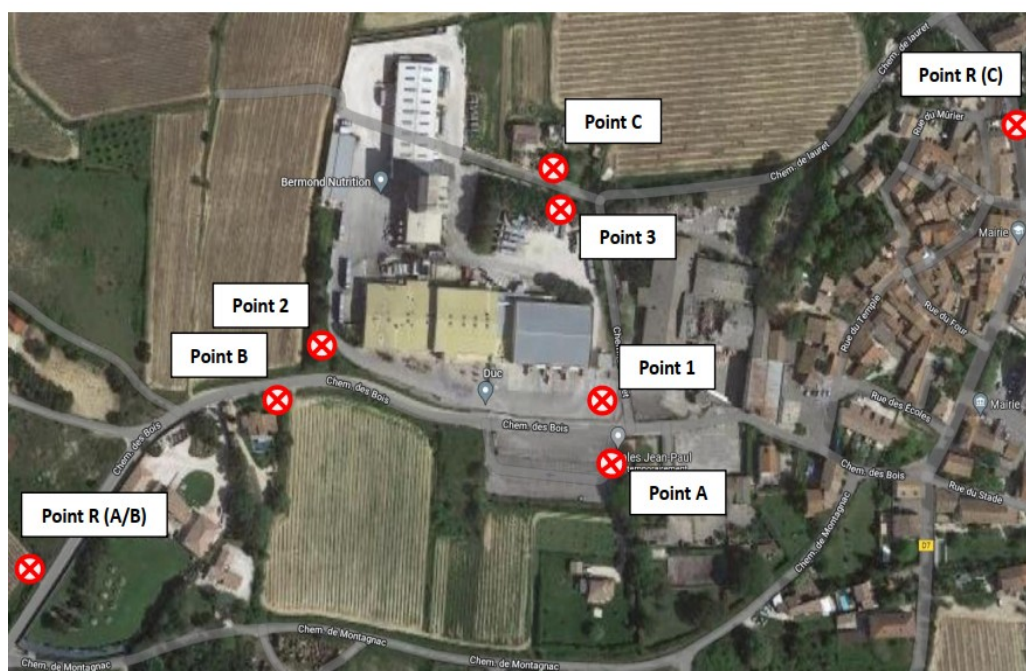 Chem. de lauret
Point R (C)
Rue du Mûrier
Point C
Chem. de lauret
Bermond Nutrition
Point 3
Mairie
Point 2
Rue du Temple
Rue du Four
Point B
Duc
Point 1
Chem. des Bois
Rue des Écoles
Mairie
Chem. des Bois
Chem. des Bois
Point A
Chem. des Bois
Rue du Stade
Point R (A/B)
Chem. de Montagnac
D7
Chem. de Montagnac
Chem. de Montagnac